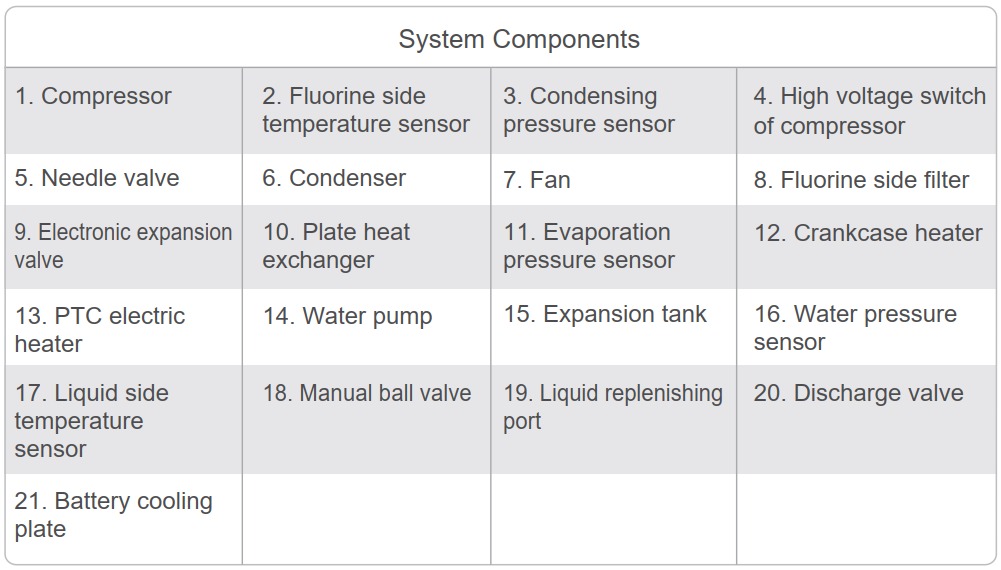 System Components
1. Compressor
2. Fluorine side
temperature sensor
3. Condensing
pressure sensor
4. High voltage switch
of compressor
5. Needle valve
6. Condenser
7. Fan
8. Fluorine side filter
9. Electronic expansion
valve
10. Plate heat
exchanger
11. Evaporation
pressure sensor
12. Crankcase heater
13. PTC electric
heater
14. Water pump
15. Expansion tank
16. Water pressure
sensor
17. Liquid side
temperature
sensor
18. Manual ball valve
19. Liquid replenishing
port
20. Discharge valve
21. Battery cooling
plate